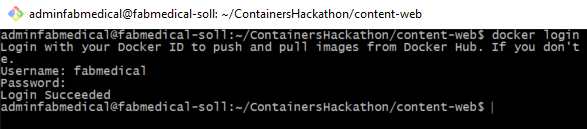 adminfabmedical@fabmedical-soll: ~/ContainersHackathon/content-web
adminfabmedical@fabmedical-soll:~/ContainersHackathon/content-web$ docker login
Login with your Docker ID to push and pull images from Docker Hub. If you don't
e.
Username: fabmedical
Password:
Login Succeeded
adminfabmedical@fabmedical-soll:~/ContainersHackathon/content-web$